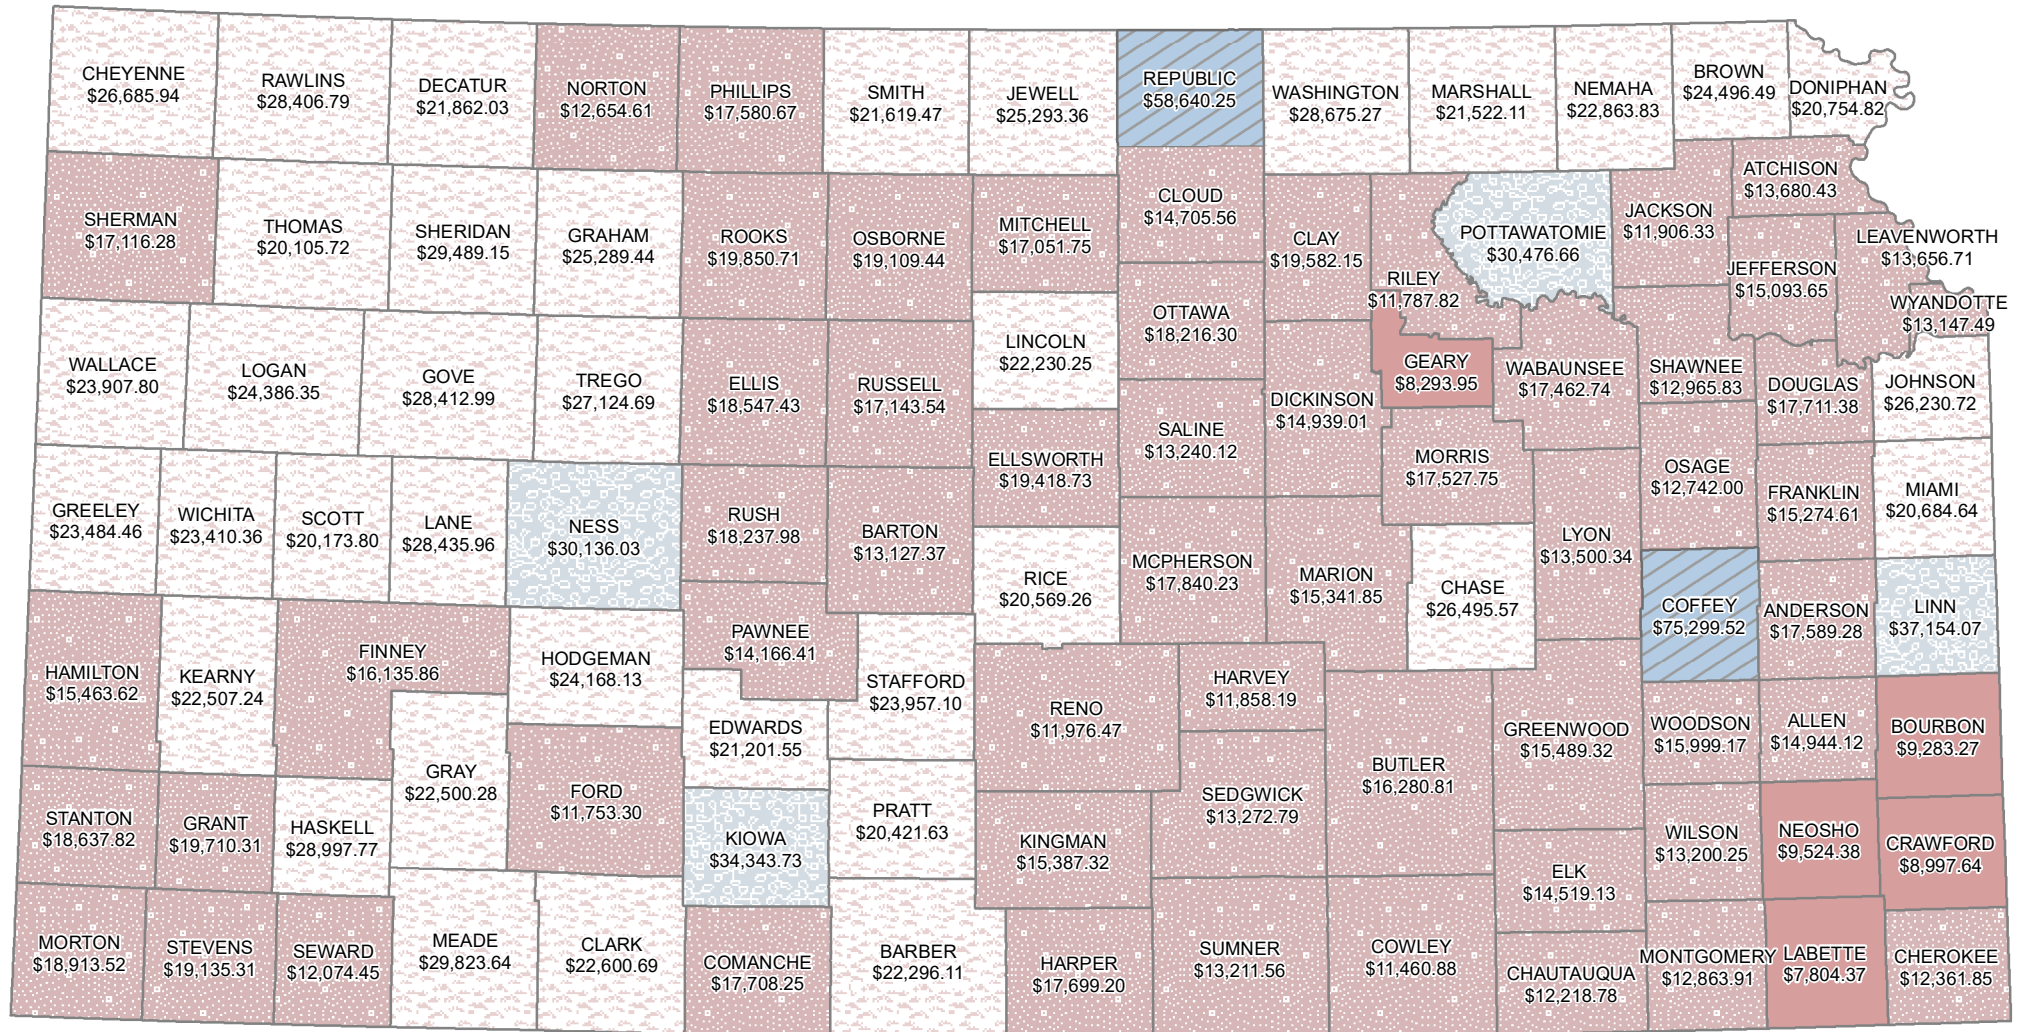 CHEYENNE
$26,685.94
RAWLINS
$28,406.79
DECATUR
$21,862.03
NORTON
$12,654.61
PHILLIPS
$17,580.67
SMITH
$21,619.47
JEWELL
$25,293.36
REPUBLIC
$58,640.25
WASHINGTON
$28,675.27
MARSHALL
$21,522.11
NEMAHA
$22,863.83
BROWN
$24,496.49
DONIPHAN
$20,754.82
SHERMAN
$17,116.28
THOMAS
$20,105.72
SHERIDAN
$29,489.15
GRAHAM
$25,289.44
ROOKS
$19,850.71
OSBORNE
$19,109.44
MITCHELL
$17,051.75
CLOUD
$14,705.56
CLAY
$19,582.15
RILEY
$11,787.82
POTTAWATOMIE
$30,476.66
JACKSON
$11,906.33
ATCHISON
$13,680.43
JEFFERSON
$15,093.65
LEAVENWORTH
$13,656.71
WYANDOTTE
$13,147.49
WALLACE
$23,907.80
LOGAN
$24,386.35
GOVE
$28,412.99
TREGO
$27,124.69
ELLIS
$18,547.43
RUSSELL
$17,143.54
LINCOLN
$22,230.25
OTTAWA
$18,216.30
DICKINSON
$14,939.01
GEARY
$8,293.95
WABAUNSEE
$17,462.74
SHAWNEE
$12,965.83
DOUGLAS
$17,711.38
JOHNSON
$26,230.72
GREELEY
$23,484.46
WICHITA
$23,410.36
SCOTT
$20,173.80
LANE
$28,435.96
NESS
$30,136.03
RUSH
$18,237.98
BARTON
$13,127.37
ELLSWORTH
$19,418.73
SALINE
$13,240.12
MORRIS
$17,527.75
LYON
$13,500.34
OSAGE
$12,742.00
FRANKLIN
$15,274.61
MIAMI
$20,684.64
HAMILTON
$15,463.62
KEARNY
$22,507.24
FINNEY
$16,135.86
HODGEMAN
$24,168.13
PAWNEE
$14,166.41
STAFFORD
$23,957.10
RICE
$20,569.26
MCPHERSON
$17,840.23
MARION
$15,341.85
CHASE
$26,495.57
COFFEY
$75,299.52
ANDERSON
$17,589.28
LINN
$37,154.07
EDWARDS
$21,201.55
RENO
$11,976.47
HARVEY
$11,858.19
GREENWOOD
$15,489.32
WOODSON
$15,999.17
ALLEN
$14,944.12
BOURBON
$9,283.27
STANTON
$18,637.82
GRANT
$19,710.31
HASKELL
$28,997.77
GRAY
$22,500.28
FORD
$11,753.30
KIOWA
$34,343.73
PRATT
$20,421.63
KINGMAN
$15,387.32
SEDGWICK
$13,272.79
BUTLER
$16,280.81
ELK
$14,519.13
WILSON
$13,200.25
NEOSHO
$9,524.38
CRAWFORD
$8,997.64
MORTON
$18,913.52
STEVENS
$19,135.31
SEWARD
$12,074.45
MEADE
$29,823.64
CLARK
$22,600.69
COMANCHE
$17,708.25
BARBER
$22,296.11
HARPER
$17,699.20
SUMNER
$13,211.56
COWLEY
$11,460.88
CHAUTAUQUA
$12,218.78
MONTGOMERY
$12,863.91
LABETTE
$7,804.37
CHEROKEE
$12,361.85